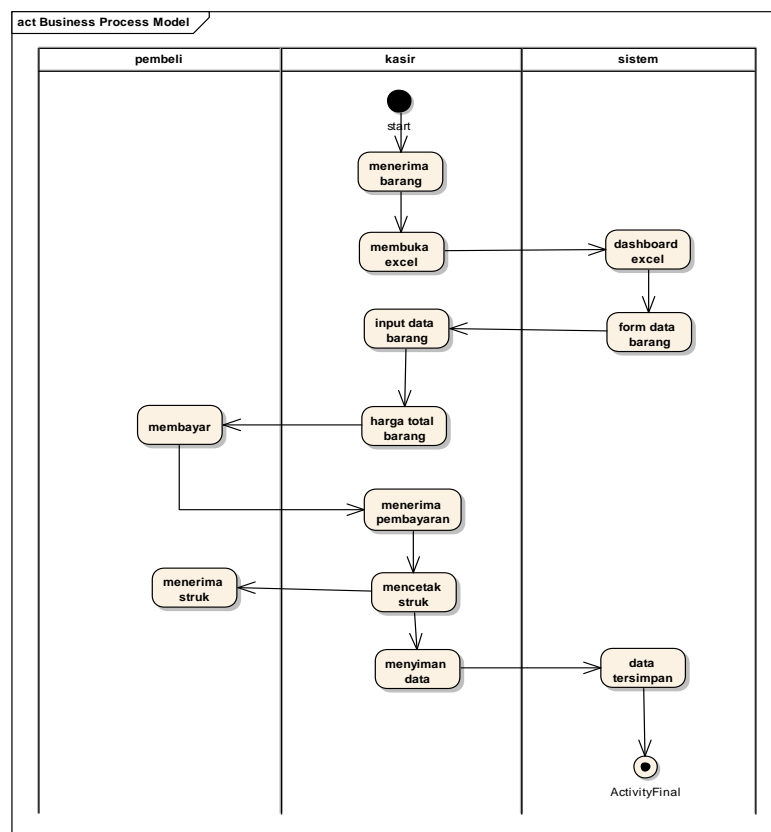 act Business Process Model
pembeli
kasir
sistem
start
menerima
barang
membuka
excel
dashboard
excel
input data
barang
form data
barang
membayar
harga total
barang
menerima
pembayaran
menerima
struk
mencetak
struk
menyiman
data
data
tersimpan
ActivityFinal